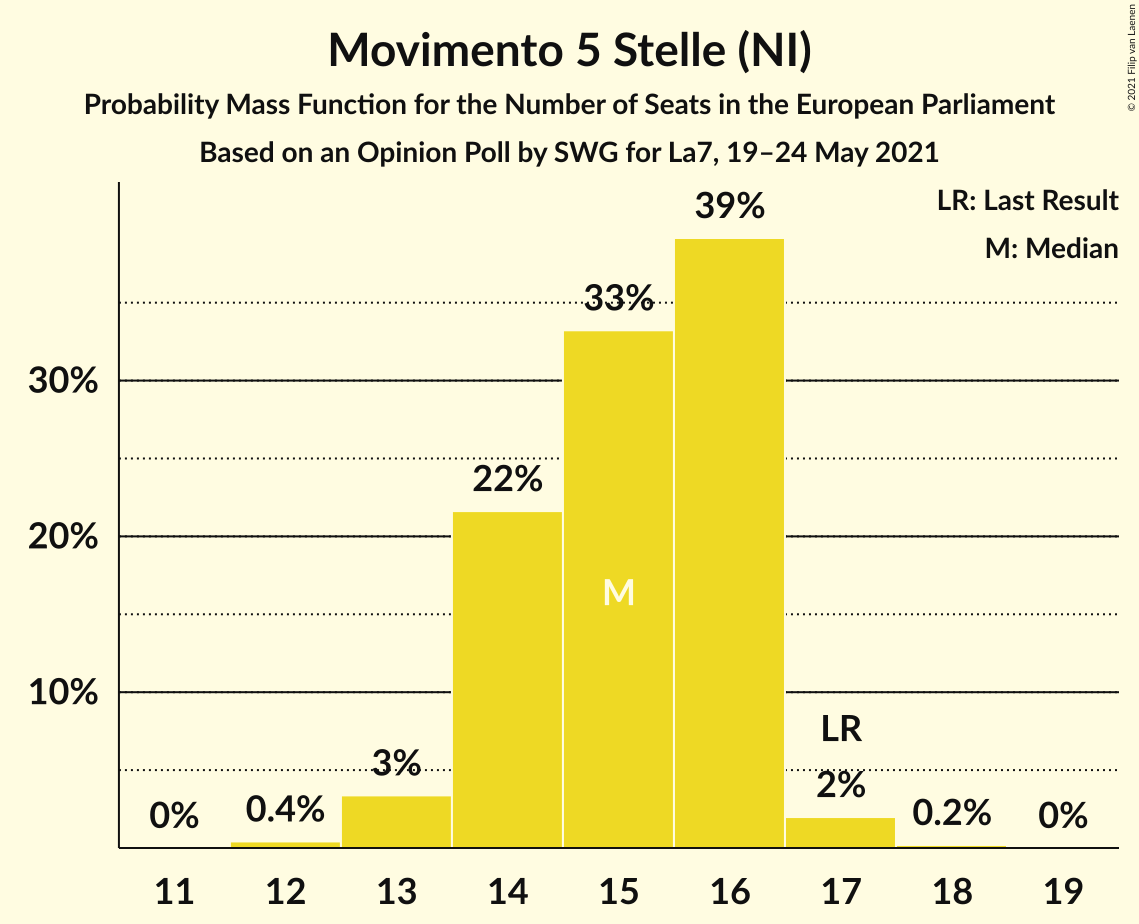 Movimento 5 Stelle (NI)
Probability Mass Function for the Number of Seats in the European Parliament
Based on an Opinion Poll by SWG for La7, 19–24 May 2021
© 2021 Filip van Laenen
LR: Last Result
M: Median
39%
33%
30%
22%
20%
M
10%
LR
3%
2%
0%
0.4%
0.2%
0%
11 12 13 14 15 16 17 18 19